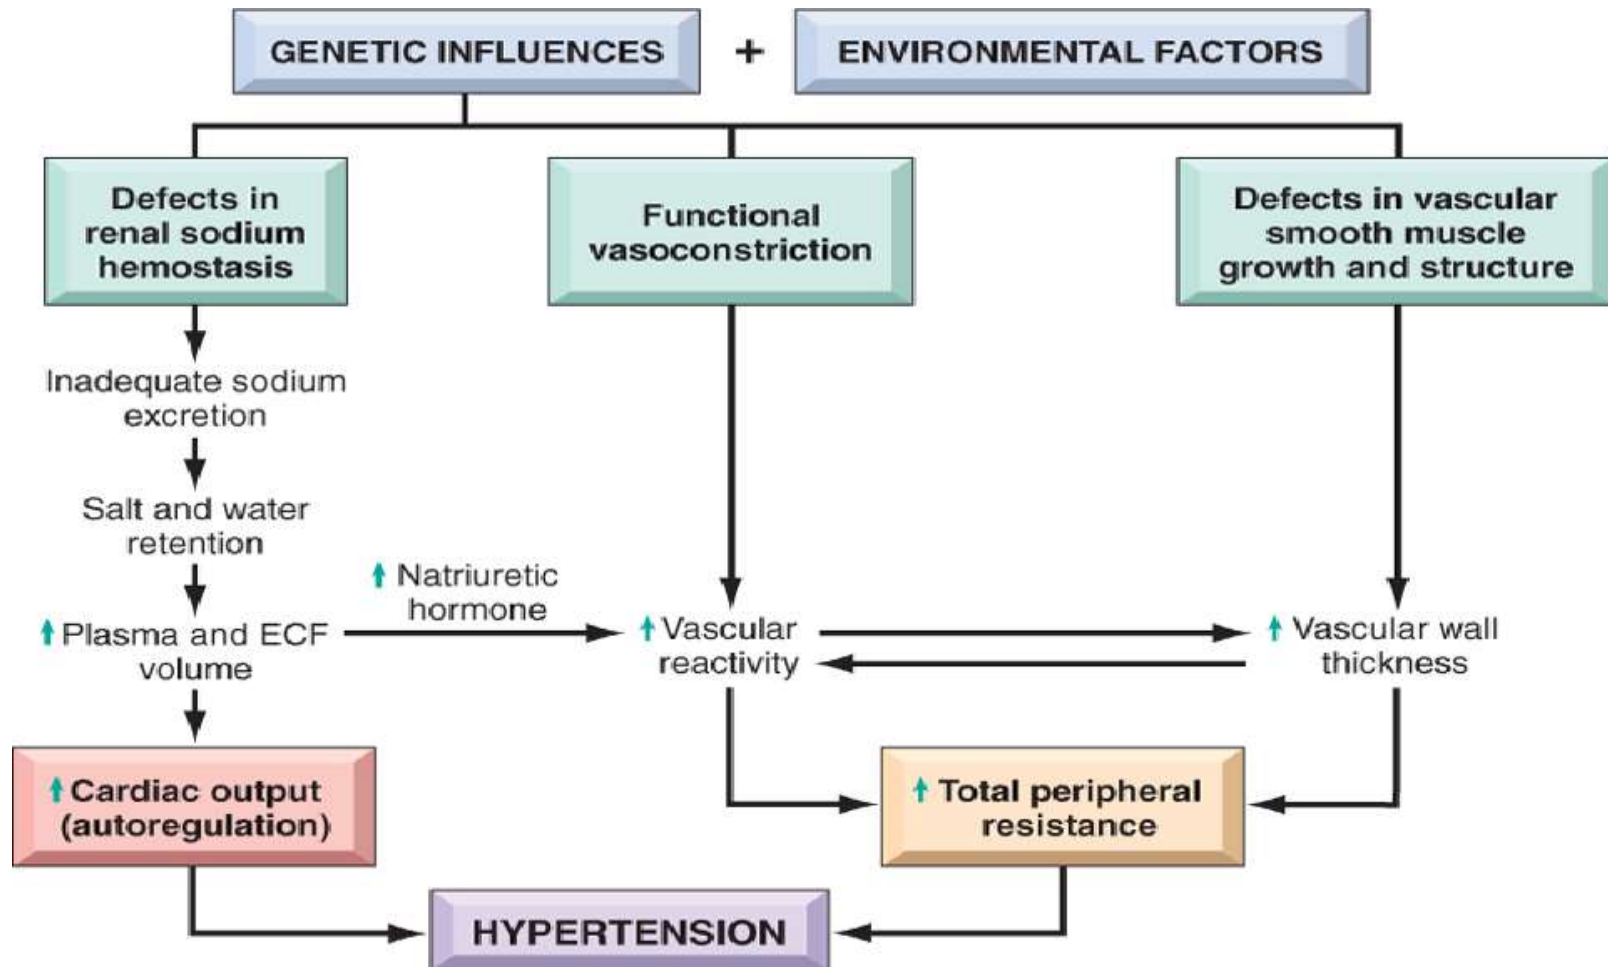 GENETIC INFLUENCES + ENVIRONMENTAL FACTORS
Defects in
renal sodium
hemostasis
Functional
vasoconstriction
Defects in vascular
smooth muscle
growth and structure
Inadequate sodium
excretion
Salt and water
retention
↑ Natriuretic
hormone
↑ Plasma and ECF
volume
↑ Vascular
reactivity
↑ Vascular wall
thickness
↑ Cardiac output
(autoregulation)
↑ Total peripheral
resistance
HYPERTENSION